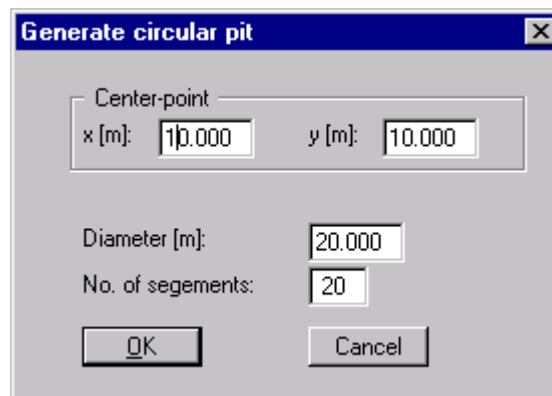 Generate circular pit
Center-point
x [m]: 10.000 y [m]: 10.000
Diameter [m]: 20.000
No. of segements: 20
OK Cancel